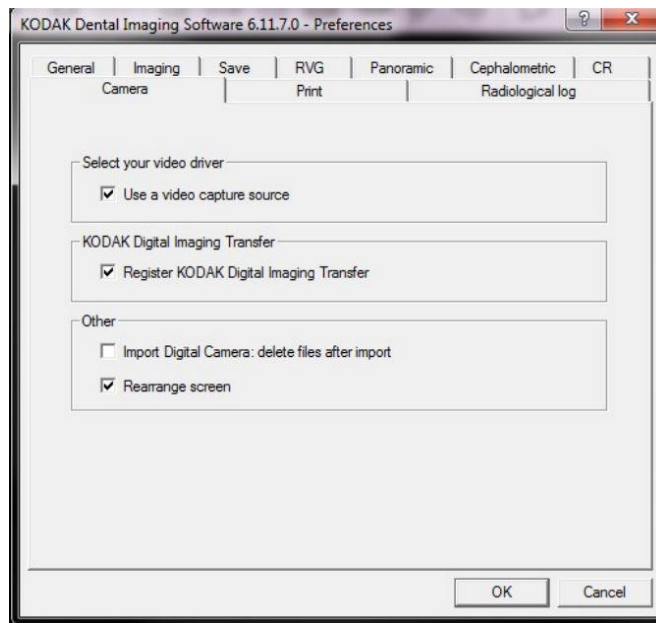 KODAK Dental Imaging Software 6.11.7.0 - Preferences
General Imaging Save RVG Panoramic Cephalometric CR
Camera Print Radiological log
Select your video driver
Use a video capture source
KODAK Digital Imaging Transfer
Register KODAK Digital Imaging Transfer
Other
Import Digital Camera: delete files after import
Rearrange screen
OK Cancel